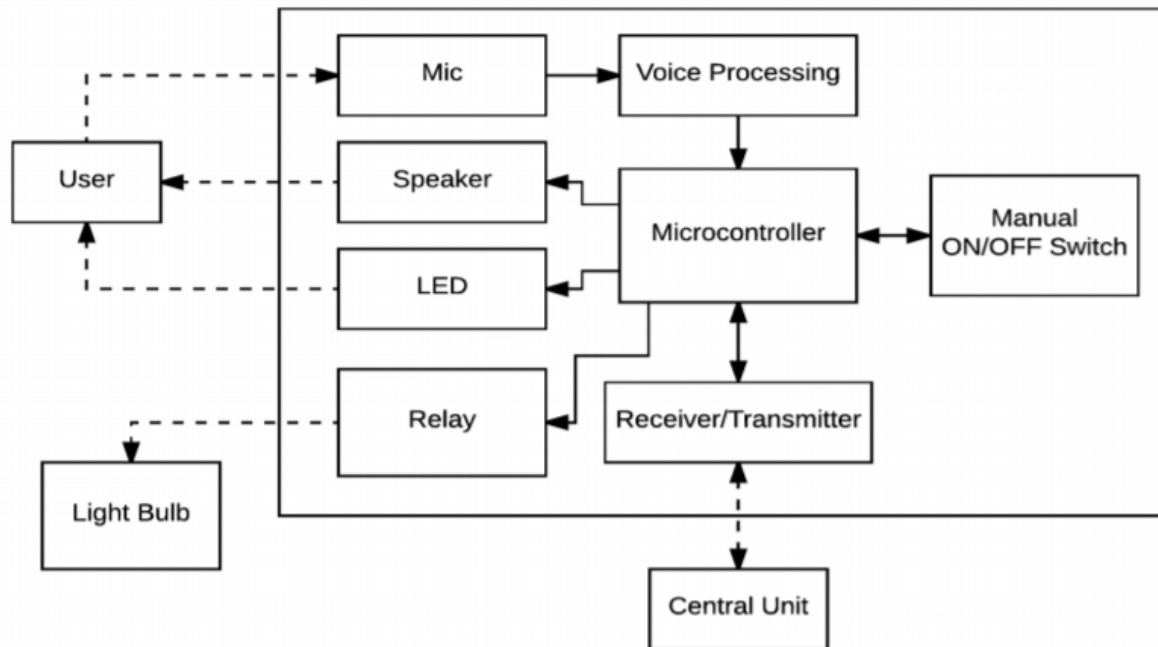 Mic
Voice Processing
User
Speaker
Microcontroller
Manual
ON/OFF Switch
LED
Relay
Receiver/Transmitter
Light Bulb
Central Unit